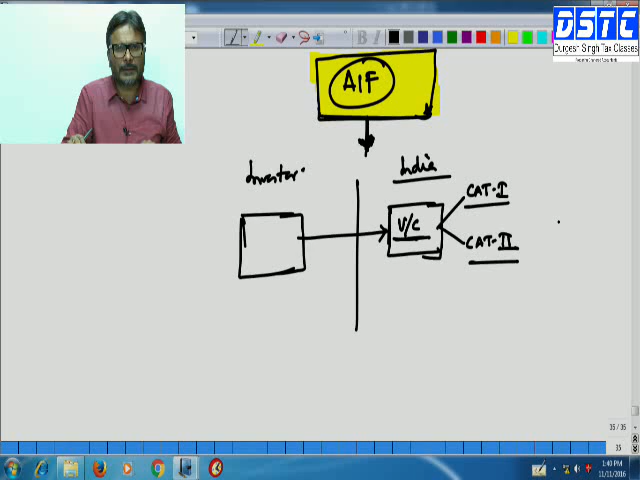 DSTC
Durgesh Singh Tax Classes
AIF
Investor
India
V/C
CAT-I
CAT-II
35 / 35
35
1:40 PM
11/11/2016